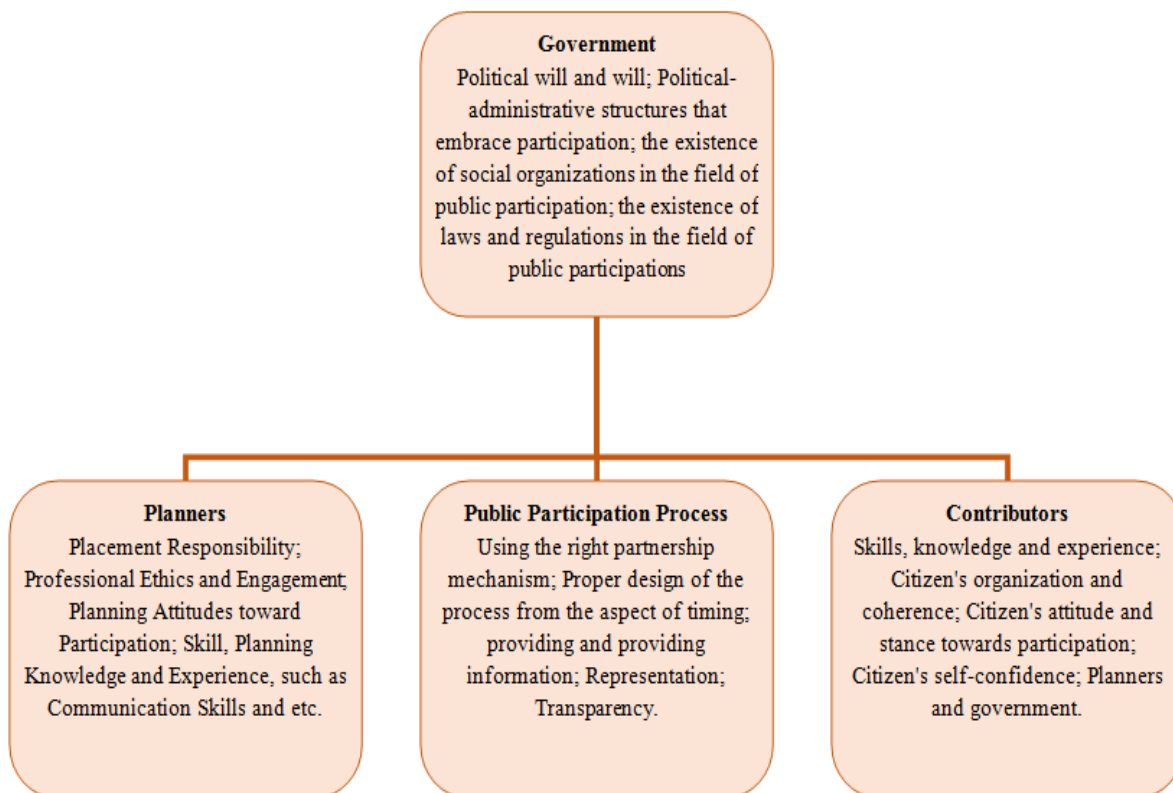 Government
Political will and will; Political-
administrative structures that
embrace participation; the existence
of social organizations in the field of
public participation; the existence of
laws and regulations in the field of
public participations
Planners
Placement Responsibility;
Professional Ethics and Engagement;
Planning Attitudes toward
Participation; Skill, Planning
Knowledge and Experience, such as
Communication Skills and etc.
Public Participation Process
Using the right partnership
mechanism; Proper design of the
process from the aspect of timing;
providing and providing
information; Representation;
Transparency.
Contributors
Skills, knowledge and experience;
Citizen's organization and
coherence; Citizen's attitude and
stance towards participation;
Citizen's self-confidence; Planners
and government.